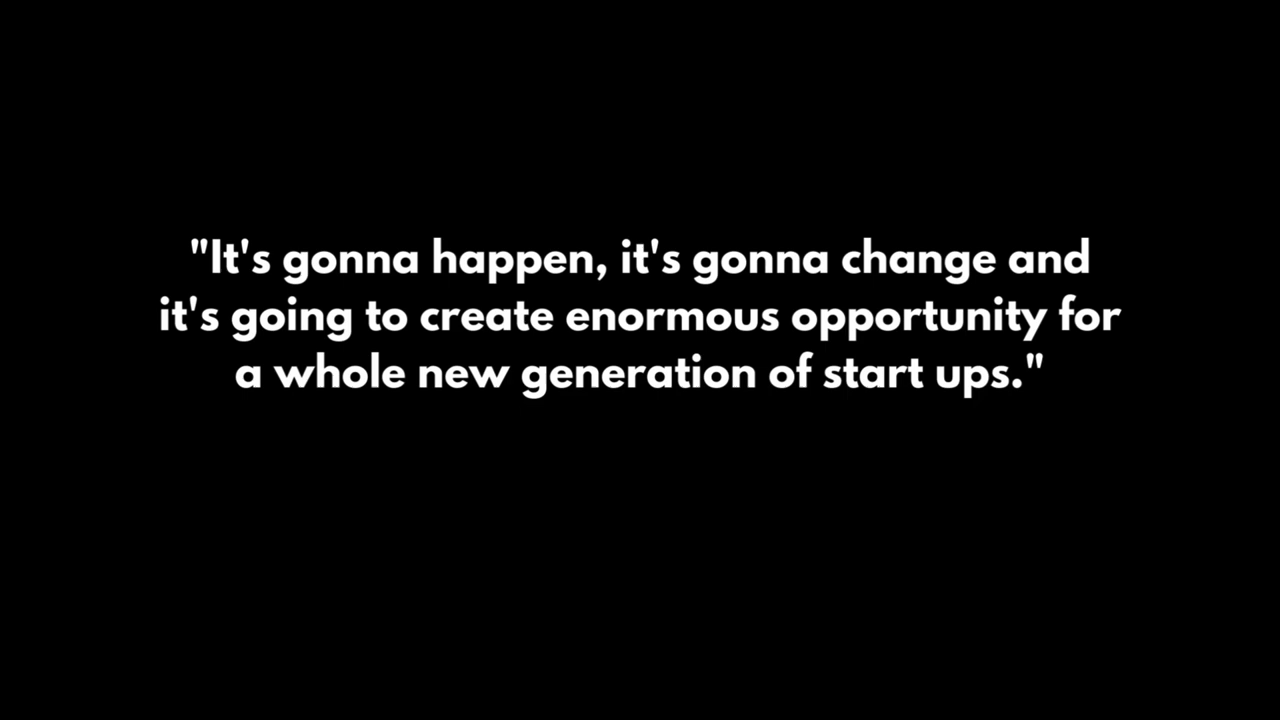 "It's gonna happen, it's gonna change and
it's going to create enormous opportunity for
a whole new generation of start ups."